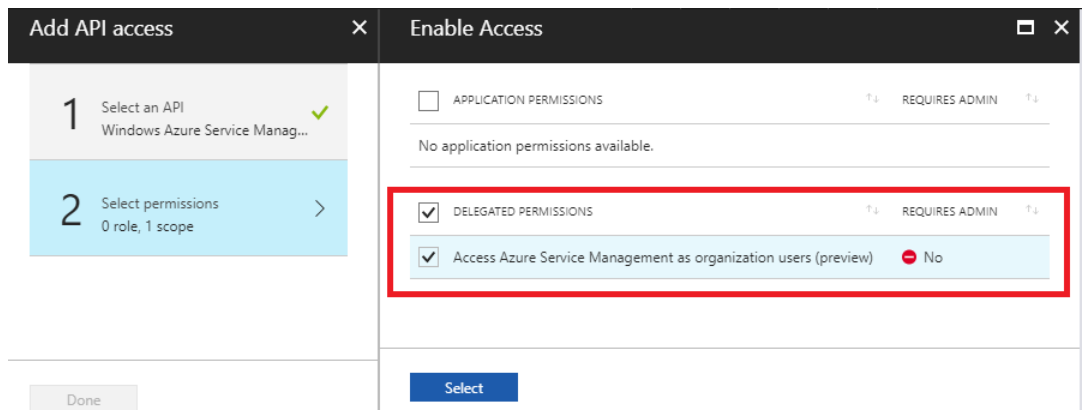 Add API access
Enable Access
1
Select an API
Windows Azure Service Manag...
2
Select permissions
0 role, 1 scope
Done
APPLICATION PERMISSIONS REQUIRES ADMIN
No application permissions available.
DELEGATED PERMISSIONS REQUIRES ADMIN
Access Azure Service Management as organization users (preview) No
Select